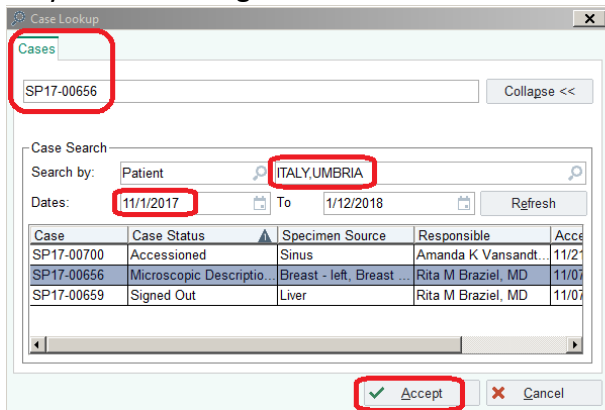 Case Lookup
Cases
SP17-00656 Collapse <<
Case Search
Search by: Patient ITALY,UMBRIA
Dates: 11/1/2017 To 1/12/2018 Refresh
Case Case Status Specimen Source Responsible Acce
SP17-00700 Accessioned Sinus Amanda K Vansandt... 11/21
SP17-00656 Microscopic Descriptio... Breast - left, Breast ... Rita M Braziel, MD 11/07
SP17-00659 Signed Out Liver Rita M Braziel, MD 11/07
Accept Cancel